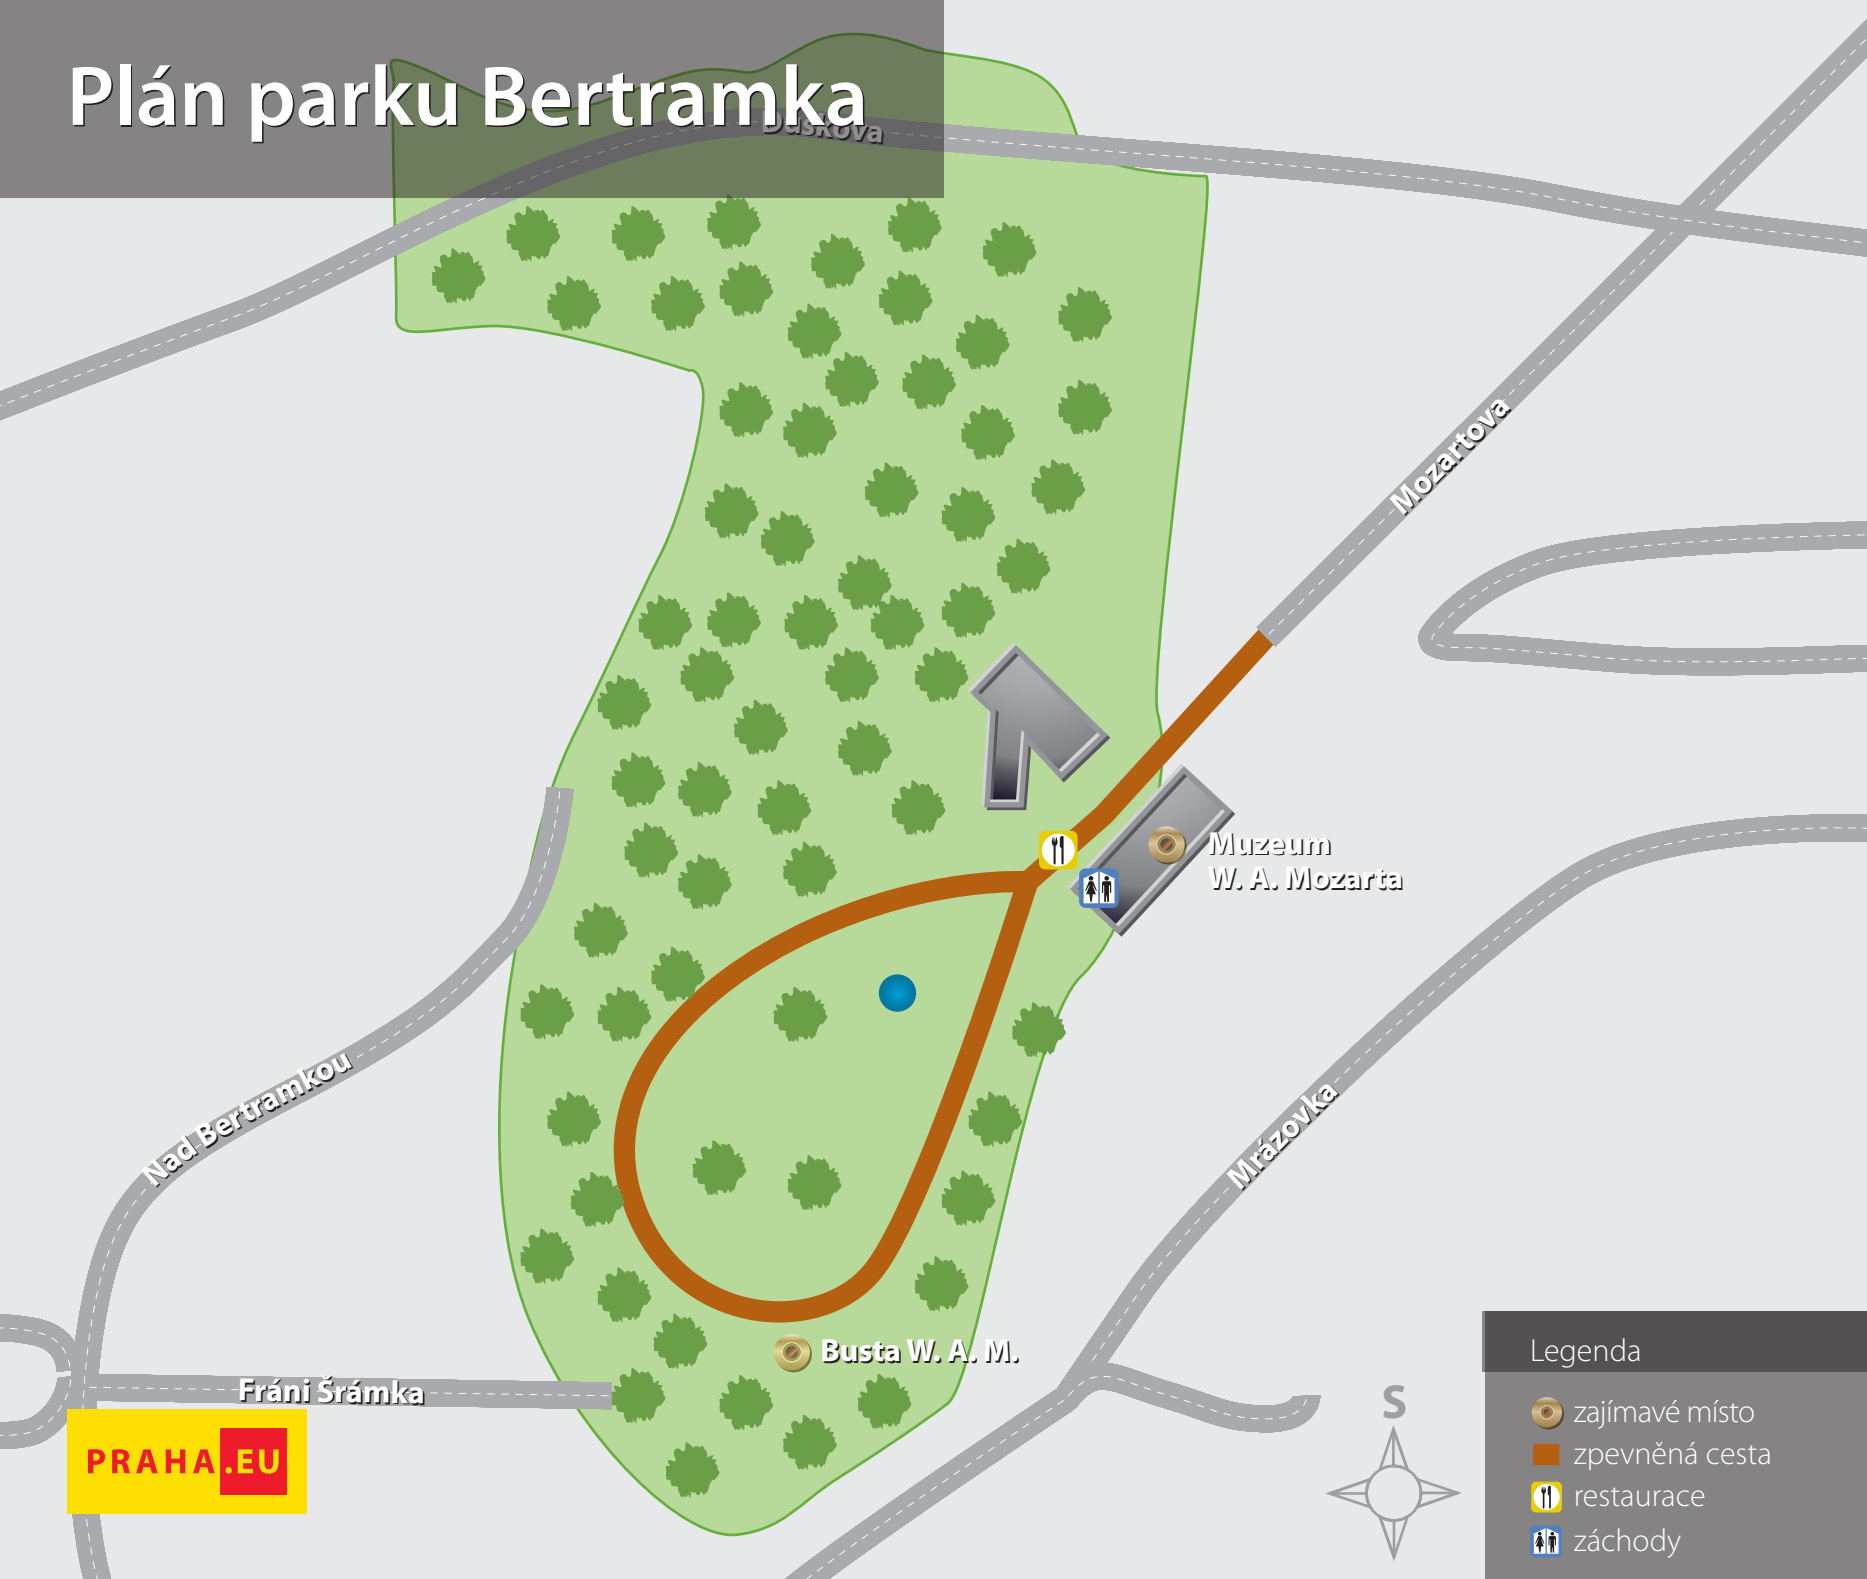 Plán parku Bertramka
Duškova
Mozartova
Muzeum
W. A. Mozarta
Nad Bertramkou
Mrázovka
Busta W. A. M.
Fráni Šrámka
PRAHA.EU
S
Legenda
zajímavé místo
zpevněná cesta
restaurace
záchody